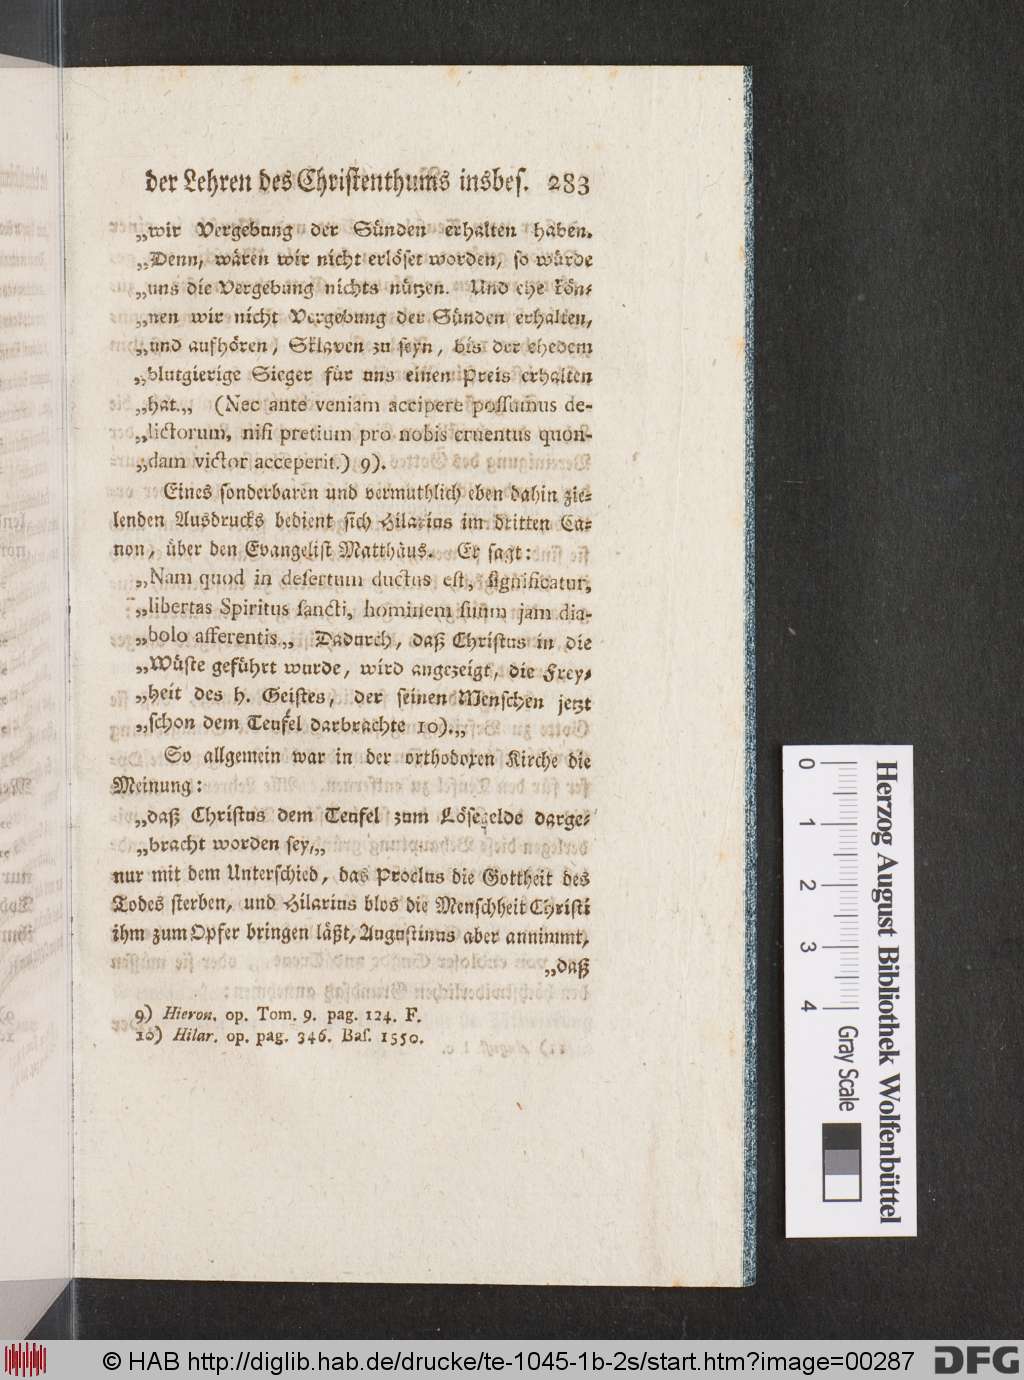 der Lehren des Christenthums insbes. 283
„wir Vergebung der Sünden erhalten haben.
„Denn, wären wir nicht erlöset worden, so würde
„uns die Vergebung nichts nützen. Und ehe kön-
„nen wir nicht Vergebung der Sünden erhalten,
„und aufhören, Sklaven zu seyn, bis der ehedem
„blutgierige Sieger für uns einen Preis erhalten
„hat„ (Nec ante veniam accipere possumus de-
„lictorum, nisi pretium pro nobis cruentus quon-
„dam victor acceperit.) 9).
Eines sonderbaren und vermuthlich eben dahin zie-
lenden Ausdrucks bedient sich Hilarius im dritten Ca-
non, über den Evangelist Matthäus. Er sagt:
„Nam quod in desertum ductus est, significatur,
„libertas Spiritus sancti, hominem suum jam dia-
„bolo afferentis„ Dadurch, daß Christus in die
„Wüste geführt wurde, wird angezeigt, die Frey-
„heit des h. Geistes, der seinen Menschen jetzt
„schon dem Teufel darbrachte 10).„
So allgemein war in der orthodoxen Kirche die
Meinung:
„daß Christus dem Teufel zum Lösegelde darge-
„bracht worden sey,„
nur mit dem Unterschied, das Proclus die Gottheit des
Todes sterben, und Hilarius blos die Menschheit Christi
ihm zum Opfer bringen läßt, Augustinus aber annimmt,
„daß
9) Hieron. op. Tom. 9. pag. 124. F.
10) Hilar. op. pag. 346. Bas. 1550.
0 1 2 3 4 Gray Scale
Herzog August Bibliothek Wolfenbüttel
© HAB http://diglib.hab.de/drucke/te-1045-1b-2s/start.htm?image=00287
DFG